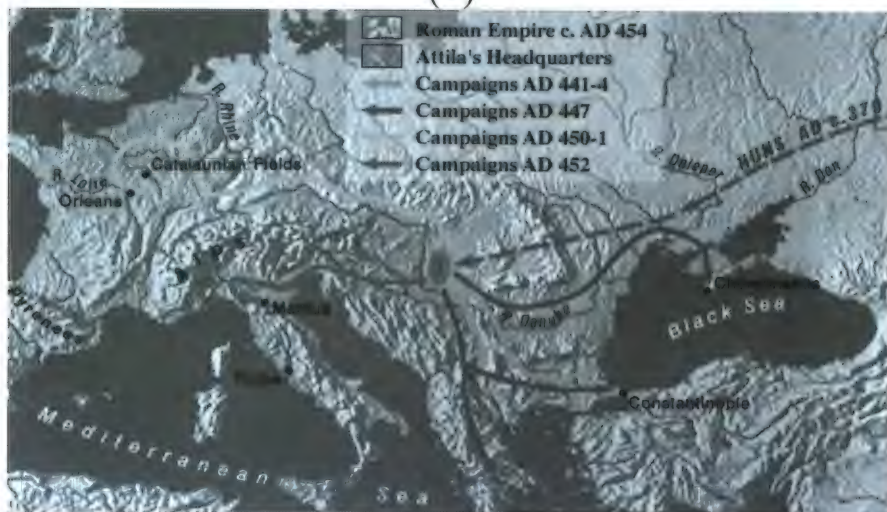 Roman Empire c. AD 454
Attila's Headquarters
Campaigns AD 441-4
Campaigns AD 447
Campaigns AD 450-1
Campaigns AD 452
R. Rhine
HUNS AD c.370
R. Dnieper
R. Don
Catalaunian Fields
R. Loire
Orleans
Alps
Mantua
R. Danube
Black Sea
Pyrenees
Rome
Constantinople
Mediterranean Sea